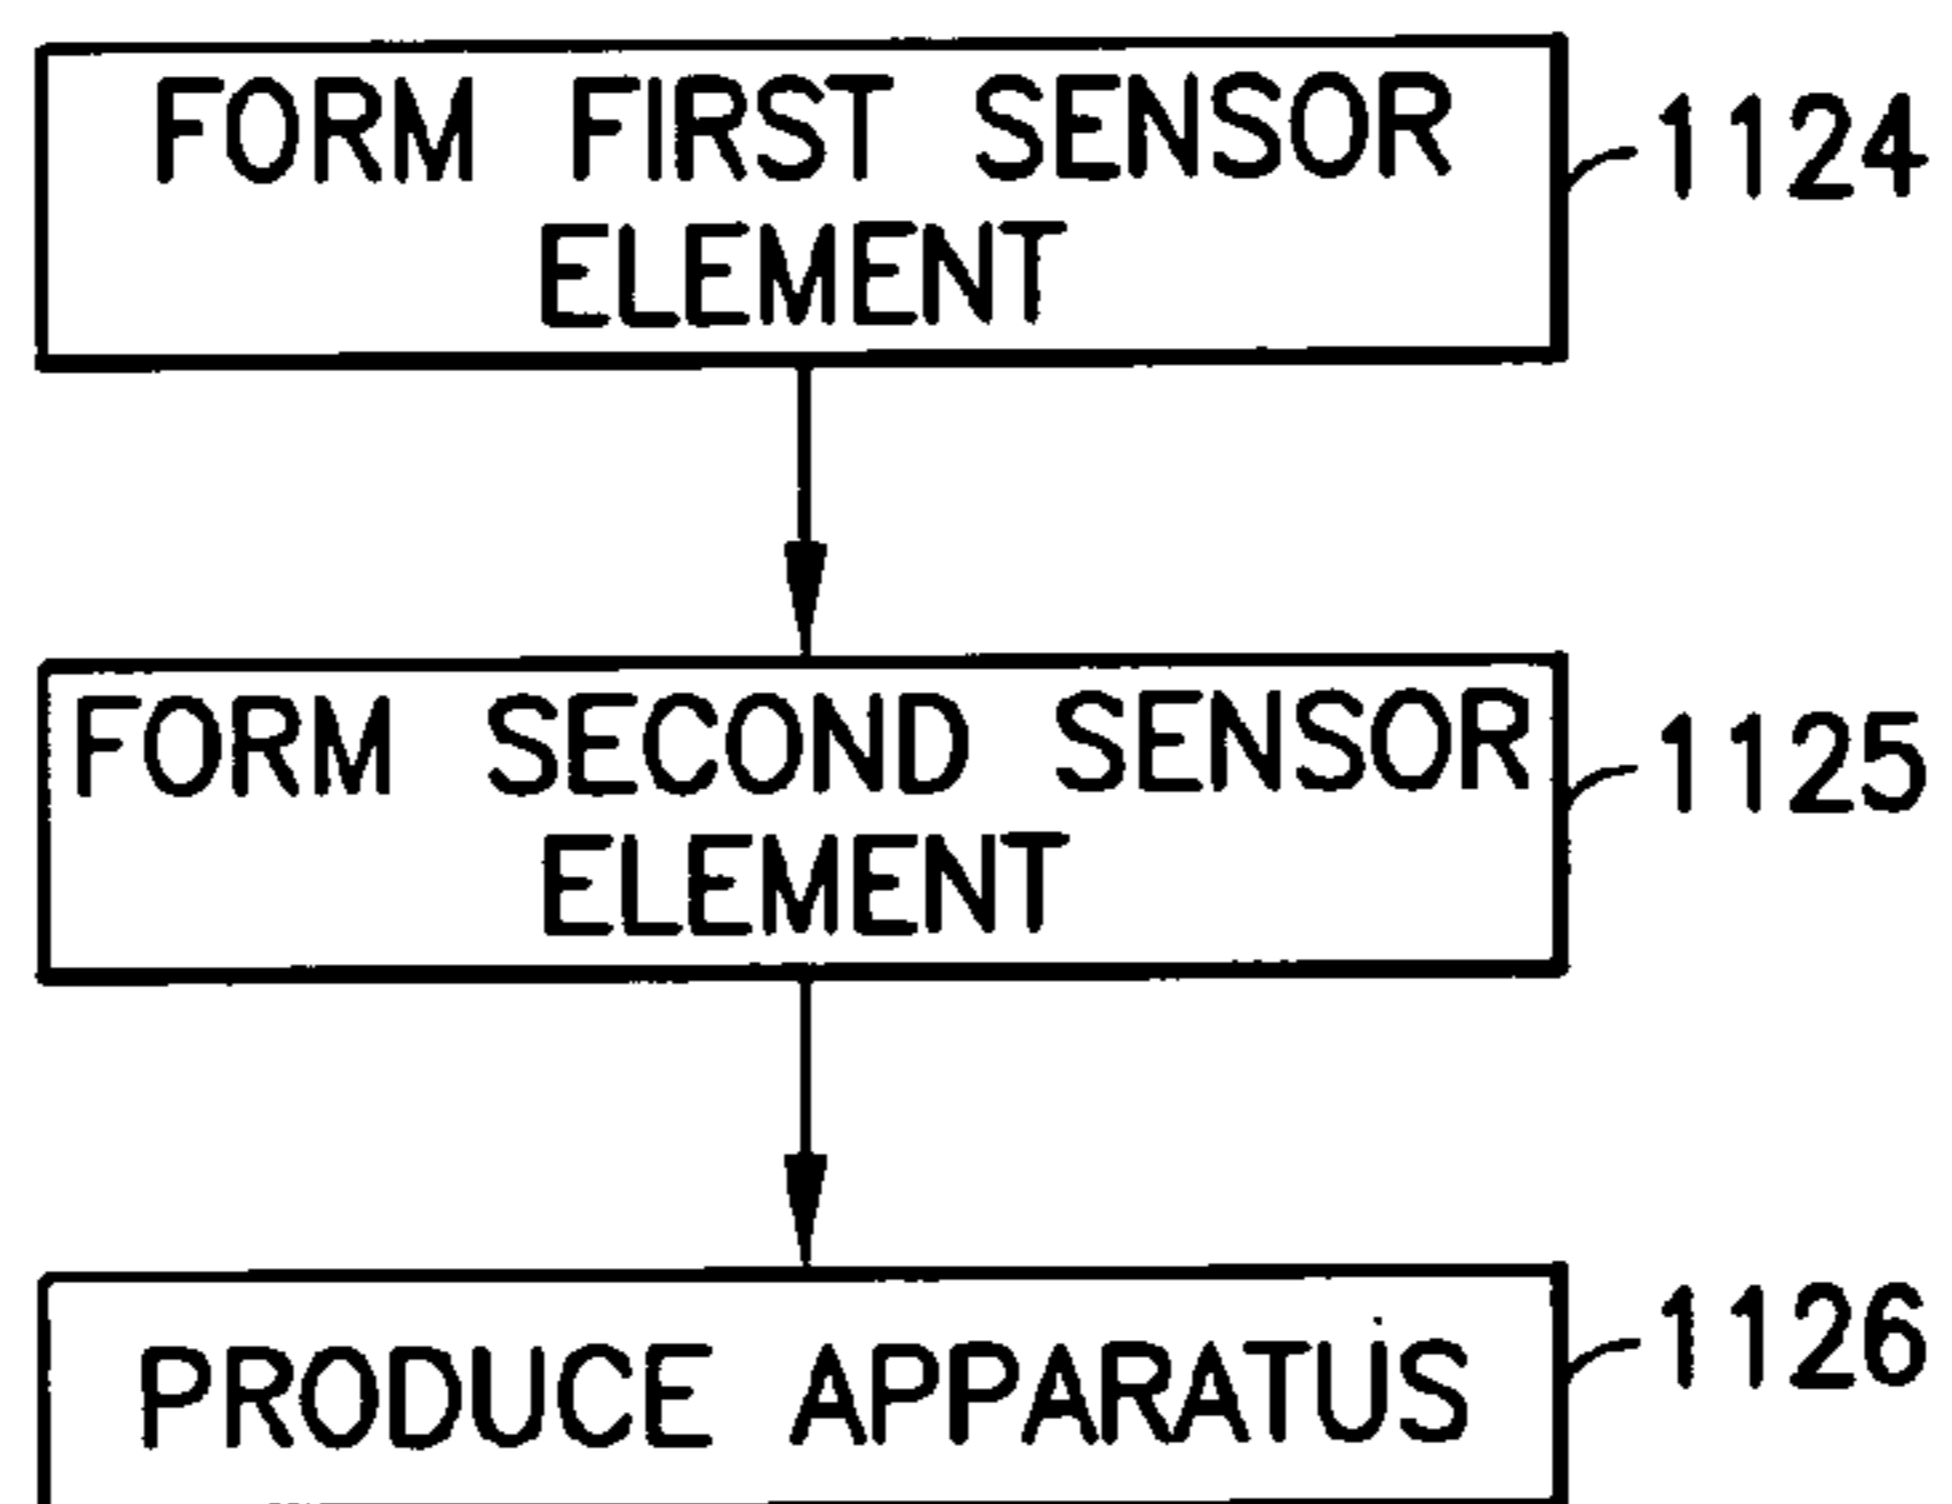 FORM FIRST SENSOR
ELEMENT
1124
FORM SECOND SENSOR
ELEMENT
1125
PRODUCE APPARATUS
1126